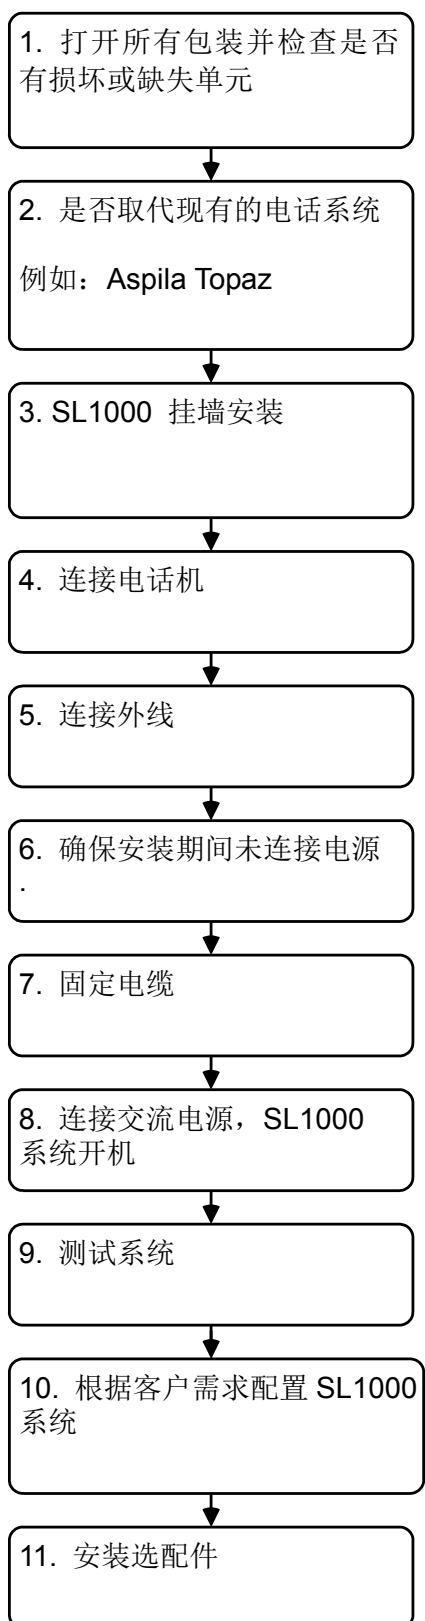 1. 打开所有包装并检查是否
有损坏或缺失单元
2. 是否取代现有的电话系统
例如：Aspila Topaz
3. SL1000 挂墙安装
4. 连接电话机
5. 连接外线
6. 确保安装期间未连接电源
.
7. 固定电缆
8. 连接交流电源，SL1000
系统开机
9. 测试系统
10. 根据客户需求配置 SL1000
系统
11. 安装选配件